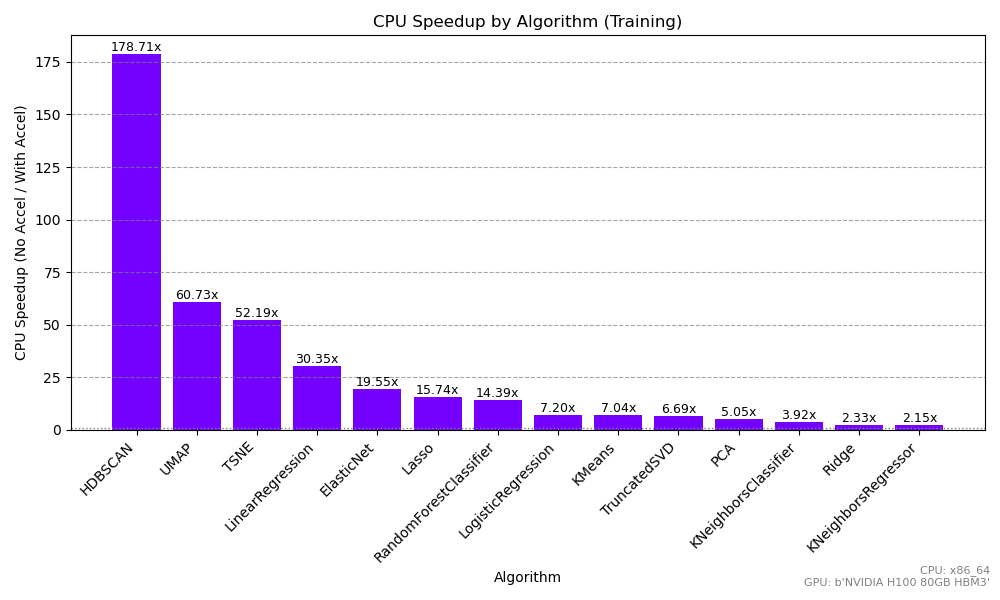 CPU Speedup by Algorithm (Training)
CPU Speedup (No Accel / With Accel)
175
150
125
100
75
50
25
0
178.71x
60.73x
52.19x
30.35x
19.55x
15.74x
14.39x
7.20x
7.04x
6.69x
5.05x
3.92x
2.33x
2.15x
HDBSCAN
UMAP
TSNE
LinearRegression
ElasticNet
Lasso
RandomForestClassifier
LogisticRegression
KMeans
TruncatedSVD
PCA
KNeighborsClassifier
Ridge
KNeighborsRegressor
Algorithm
CPU: x86_64
GPU: b'NVIDIA H100 80GB HBM3'